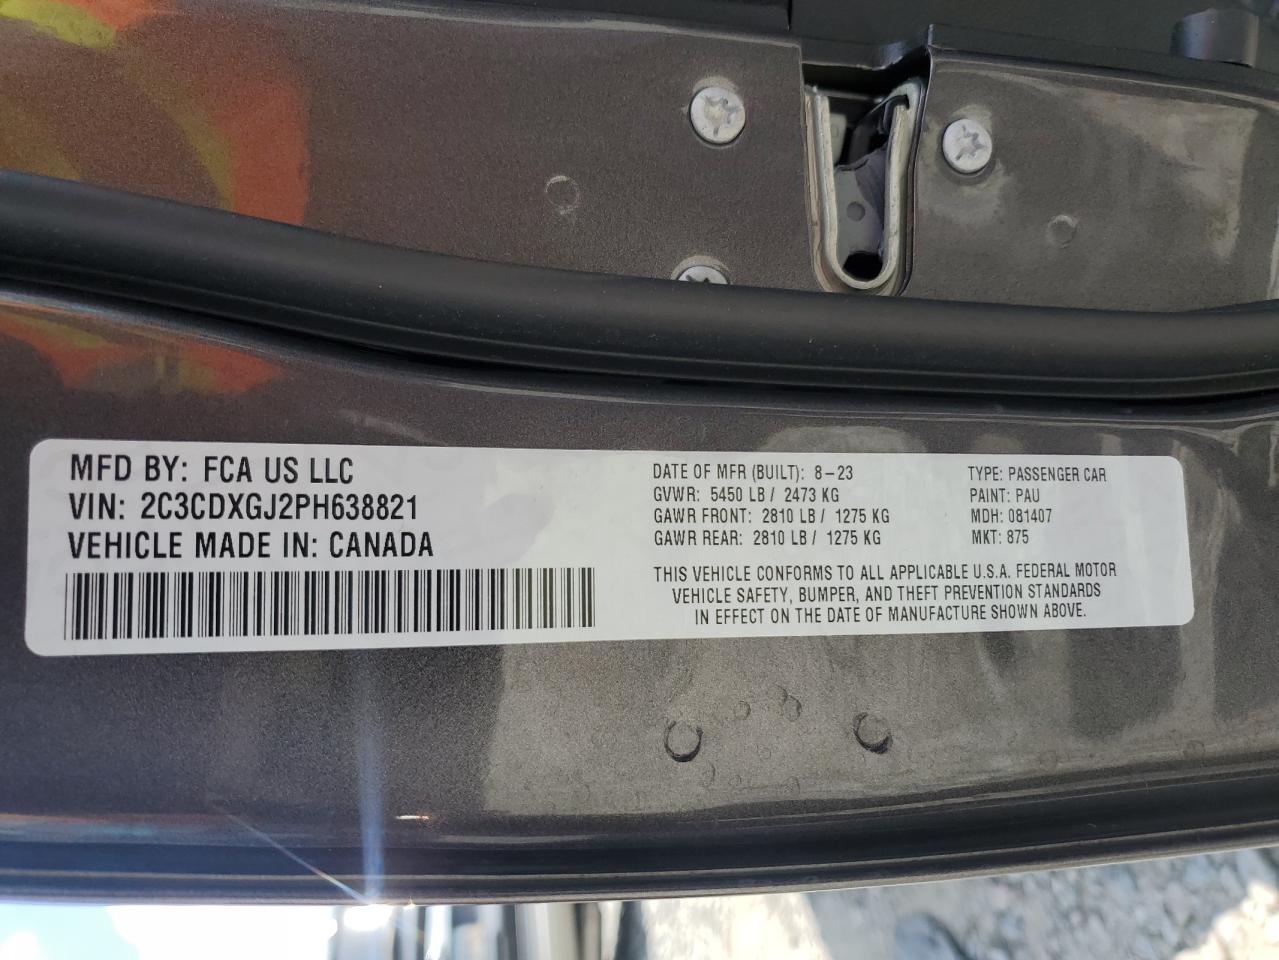 MFD BY: FCA US LLC
VIN: 2C3CDXGJ2PH638821
VEHICLE MADE IN: CANADA
DATE OF MFR (BUILT): 8-23
GVWR: 5450 LB / 2473 KG
GAWR FRONT: 2810 LB / 1275 KG
GAWR REAR: 2810 LB / 1275 KG
TYPE: PASSENGER CAR
PAINT: PAU
MDH: 081407
MKT: 875
THIS VEHICLE CONFORMS TO ALL APPLICABLE U.S.A. FEDERAL MOTOR
VEHICLE SAFETY, BUMPER, AND THEFT PREVENTION STANDARDS
IN EFFECT ON THE DATE OF MANUFACTURE SHOWN ABOVE.